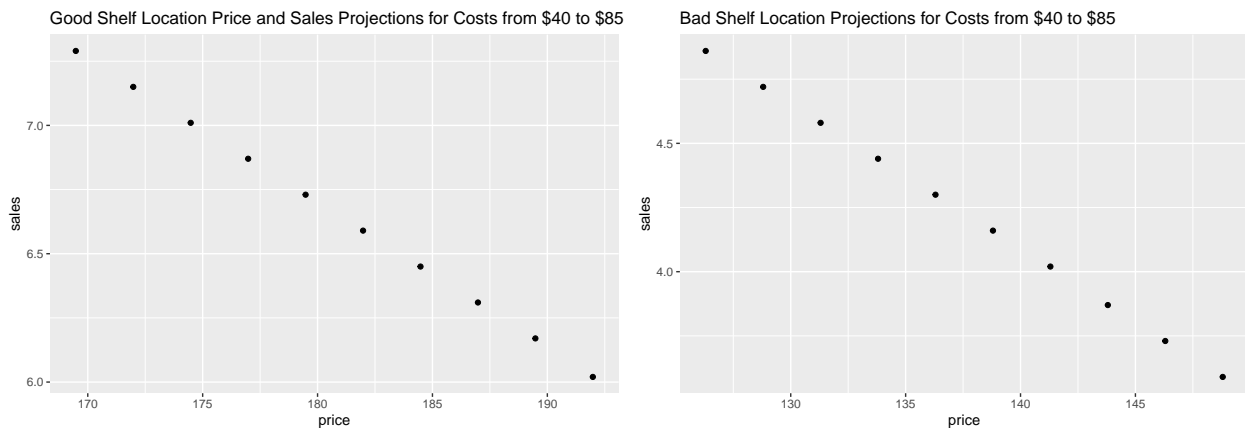 Good Shelf Location Price and Sales Projections for Costs from $40 to $85
7.0
6.5
6.0
sales
170 175 180 185 190
price
Bad Shelf Location Projections for Costs from $40 to $85
4.5
4.0
sales
130 135 140 145
price